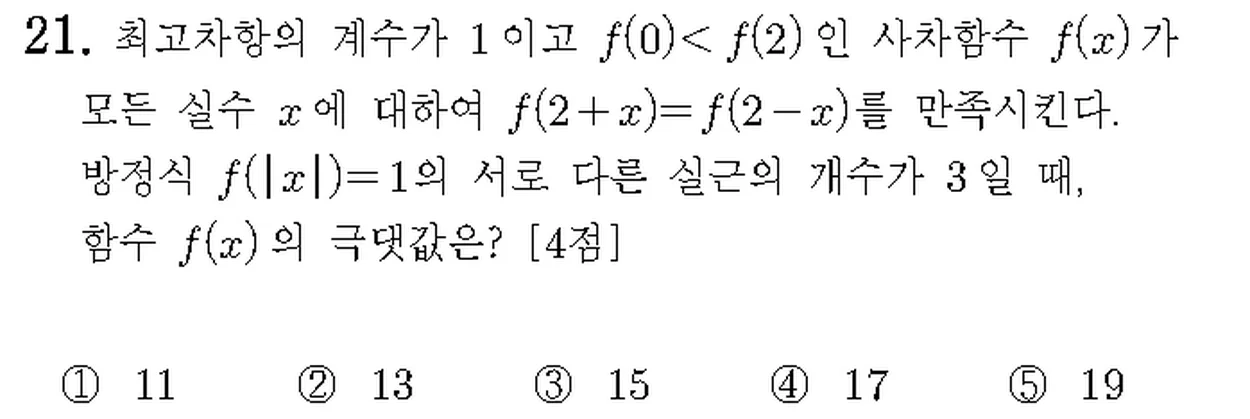 21. 최고차항의 계수가 1이고 f(0)< f(2)인 사차함수 f(x)가
모든 실수 x에 대하여 f(2+x)=f(2-x)를 만족시킨다.
방정식 f(|x|)=1의 서로 다른 실근의 개수가 3일 때,
함수 f(x)의 극댓값은? [4점]
① 11 ② 13 ③ 15 ④ 17 ⑤ 19